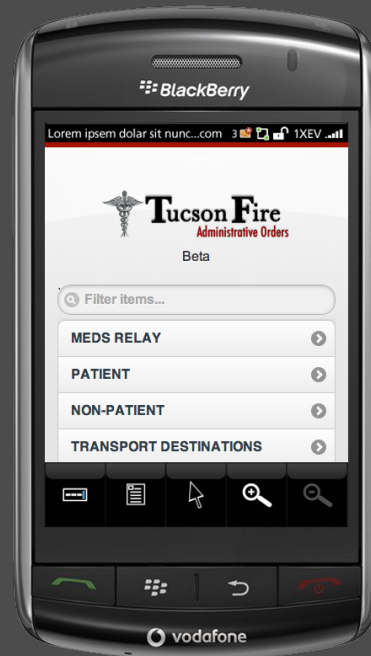 BlackBerry
Lorem ipsem dolar sit nunc...com 3 1XEV
Tucson Fire
Administrative Orders
Beta
Filter items...
MEDS RELAY
PATIENT
NON-PATIENT
TRANSPORT DESTINATIONS
vodafone